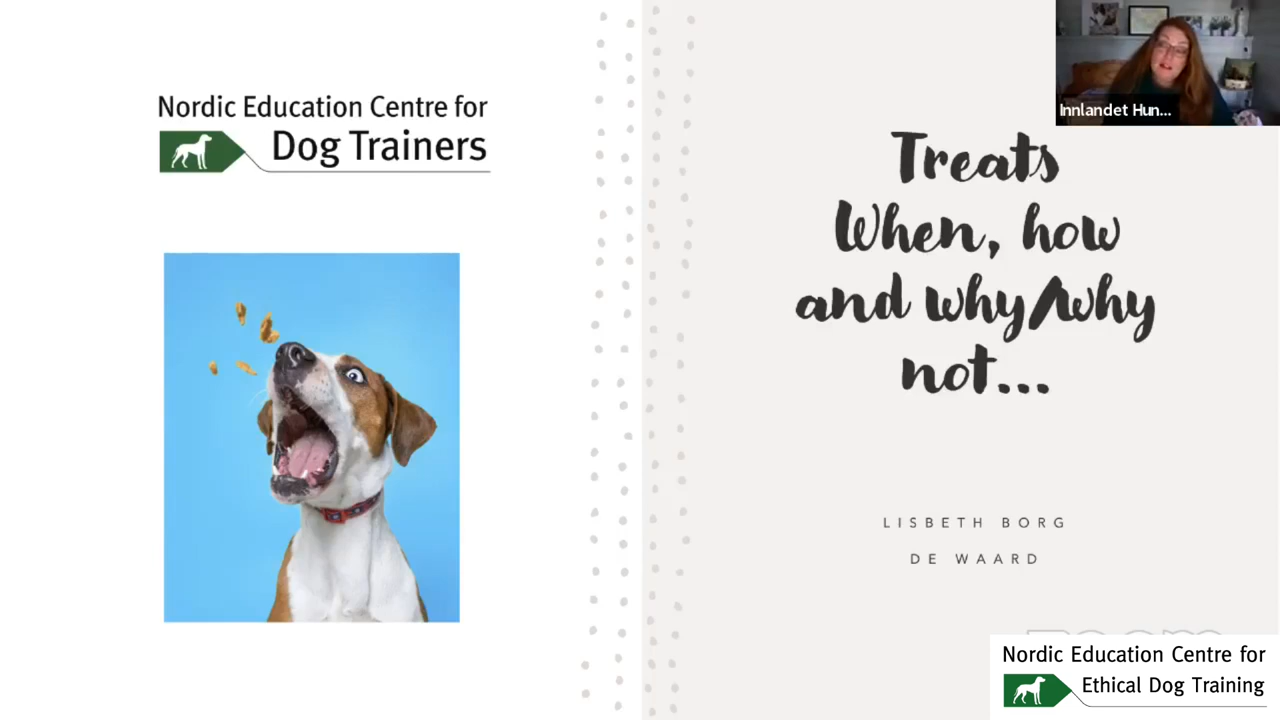 Nordic Education Centre for
Dog Trainers
Innlandet Hun...
Treats
When, how
and why/why
not...
LISBETH BORG
DE WAARD
zoom
Nordic Education Centre for
Ethical Dog Training